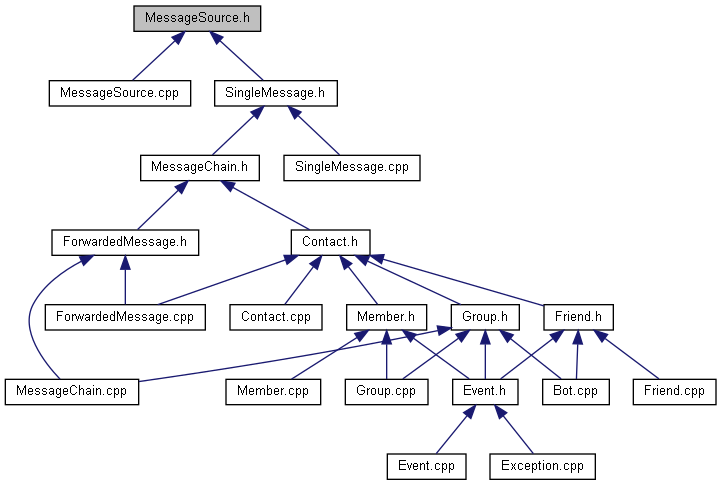 MessageSource.h
MessageSource.cpp
SingleMessage.h
MessageChain.h
SingleMessage.cpp
ForwardedMessage.h
Contact.h
ForwardedMessage.cpp
Contact.cpp
Member.h
Group.h
Friend.h
MessageChain.cpp
Member.cpp
Group.cpp
Event.h
Bot.cpp
Friend.cpp
Event.cpp
Exception.cpp